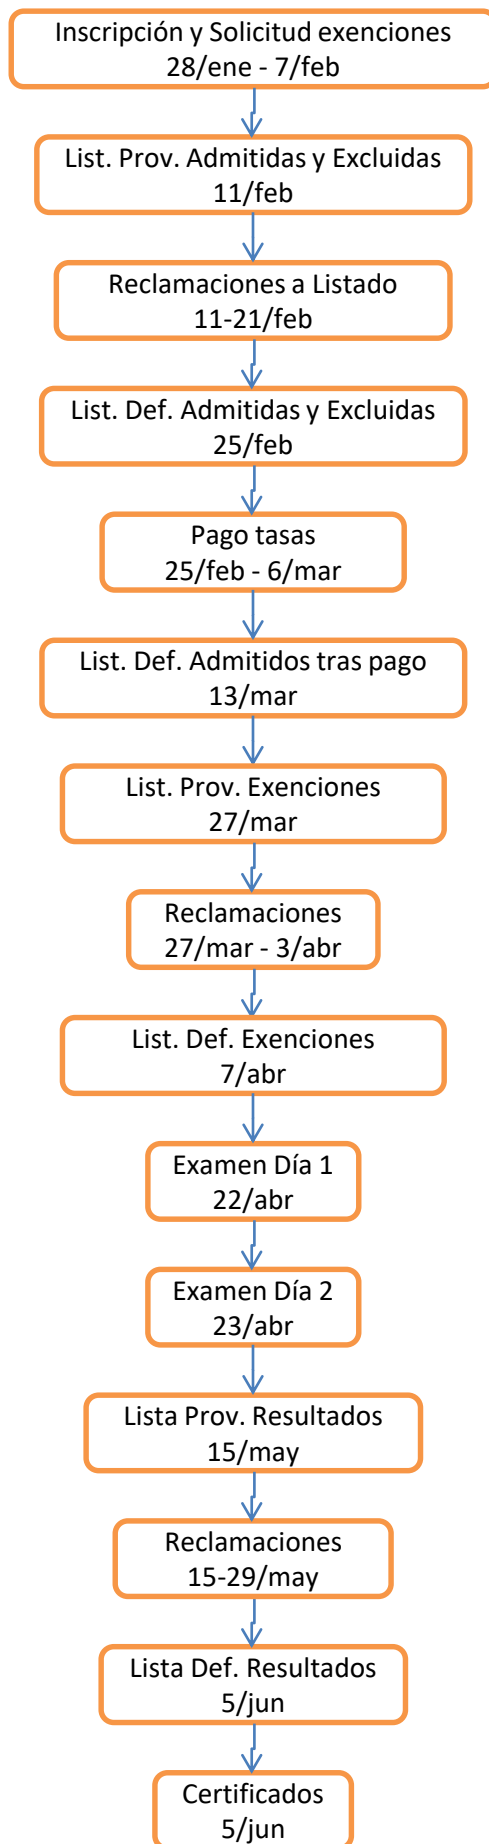 Inscripción y Solicitud exenciones
28/ene - 7/feb
List. Prov. Admitidas y Excluidas
11/feb
Reclamaciones a Listado
11-21/feb
List. Def. Admitidas y Excluidas
25/feb
Pago tasas
25/feb - 6/mar
List. Def. Admitidos tras pago
13/mar
List. Prov. Exenciones
27/mar
Reclamaciones
27/mar - 3/abr
List. Def. Exenciones
7/abr
Examen Día 1
22/abr
Examen Día 2
23/abr
Lista Prov. Resultados
15/may
Reclamaciones
15-29/may
Lista Def. Resultados
5/jun
Certificados
5/jun